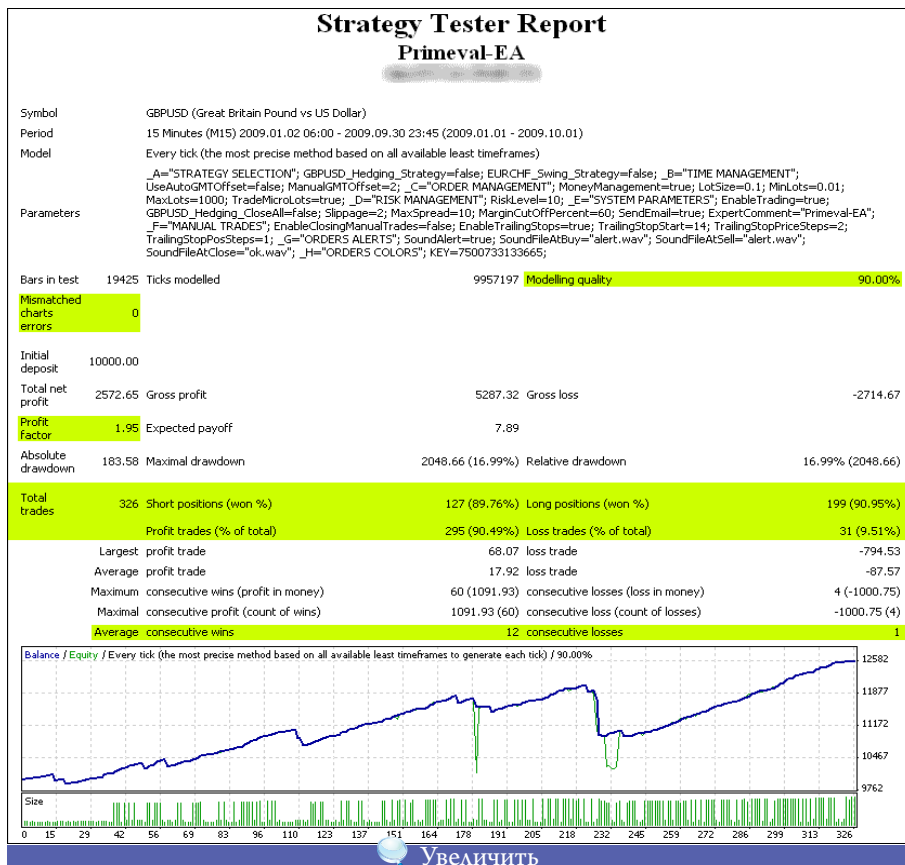 Strategy Tester Report
Primeval-EA
Symbol GBPUSD (Great Britain Pound vs US Dollar)
Period 15 Minutes (M15) 2009.01.02 06:00 - 2009.09.30 23:45 (2009.01.01 - 2009.10.01)
Model Every tick (the most precise method based on all available least timeframes)
Parameters _A="STRATEGY SELECTION"; GBPUSD_Hedging_Strategy=false; EURCHF_Swing_Strategy=false; _B="TIME MANAGEMENT";
UseAutoGMTOffset=false; ManualGMTOffset=2; _C="ORDER MANAGEMENT"; MoneyManagement=true; LotSize=0.1; MinLots=0.01;
MaxLots=1000; TradeMicroLots=true; _D="RISK MANAGEMENT"; RiskLevel=10; _E="SYSTEM PARAMETERS"; EnableTrading=true;
GBPUSD_Hedging_CloseAll=false; Slippage=2; MaxSpread=10; MarginCutOffPercent=60; SendEmail=true; ExpertComment="Primeval-EA";
_F="MANUAL TRADES"; EnableClosingManualTrades=false; EnableTrailingStops=true; TrailingStopStart=14; TrailingStopPriceSteps=2;
TrailingStopPosSteps=1; _G="ORDERS ALERTS"; SoundAlert=true; SoundFileAtBuy="alert.wav"; SoundFileAtSell="alert.wav";
SoundFileAtClose="ok.wav"; _H="ORDERS COLORS"; KEY=7500733133665;
Bars in test 19425 Ticks modelled 9957197 Modelling quality 90.00%
Mismatched
charts 0
errors
Initial
deposit 10000.00
Total net
profit 2572.65 Gross profit 5287.32 Gross loss -2714.67
Profit
factor 1.95 Expected payoff 7.89
Absolute
drawdown 183.58 Maximal drawdown 2048.66 (16.99%) Relative drawdown 16.99% (2048.66)
Total
trades 326 Short positions (won %) 127 (89.76%) Long positions (won %) 199 (90.95%)
Profit trades (% of total) 295 (90.49%) Loss trades (% of total) 31 (9.51%)
Largest profit trade 68.07 loss trade -794.53
Average profit trade 17.92 loss trade -87.57
Maximum consecutive wins (profit in money) 60 (1091.93) consecutive losses (loss in money) 4 (-1000.75)
Maximal consecutive profit (count of wins) 1091.93 (60) consecutive loss (count of losses) -1000.75 (4)
Average consecutive wins 12 consecutive losses 1
Balance / Equity / Every tick (the most precise method based on all available least timeframes to generate each tick) / 90.00%
12582
11877
11172
10467
9762
Size
0 15 29 42 56 69 83 96 110 123 137 151 164 178 191 205 218 232 245 259 272 286 299 313 326
Увеличить